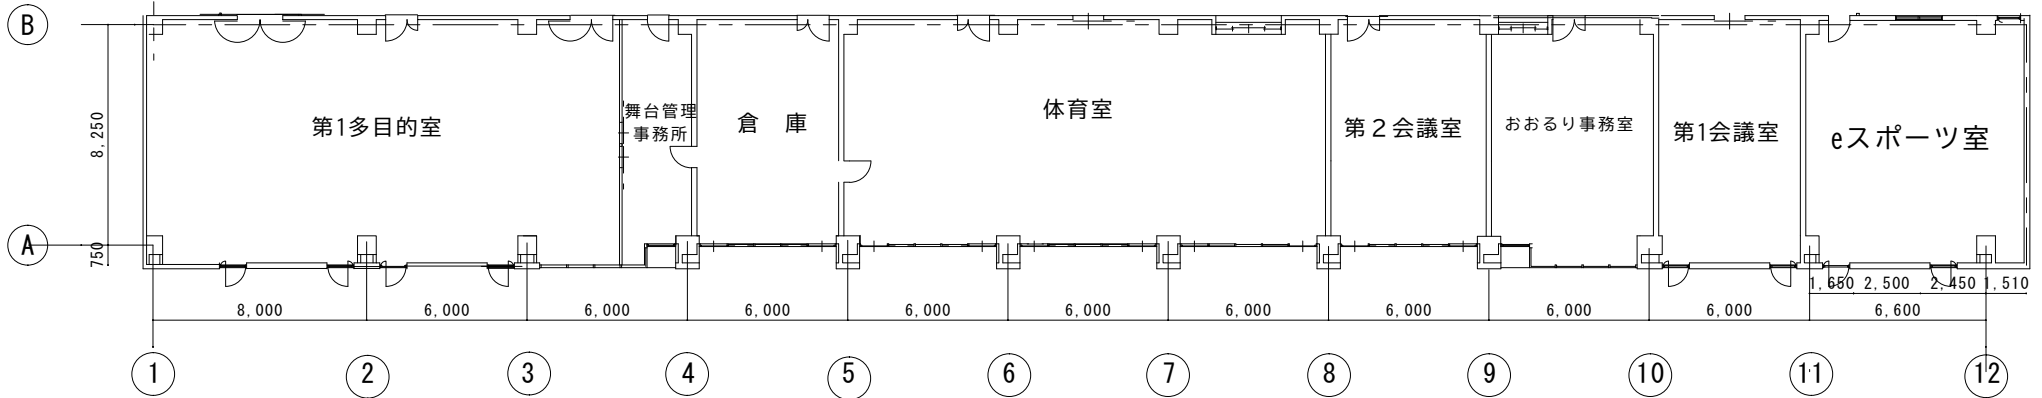 B
8,250
第1多目的室
舞台管理
事務所
倉 庫
体育室
第２会議室
おおるり事務室
第1会議室
eスポーツ室
A
750
1,650
2,500
2,450
1,510
8,000
6,000
6,000
6,000
6,000
6,000
6,000
6,000
6,000
6,000
6,600
1
2
3
4
5
6
7
8
9
10
11
12